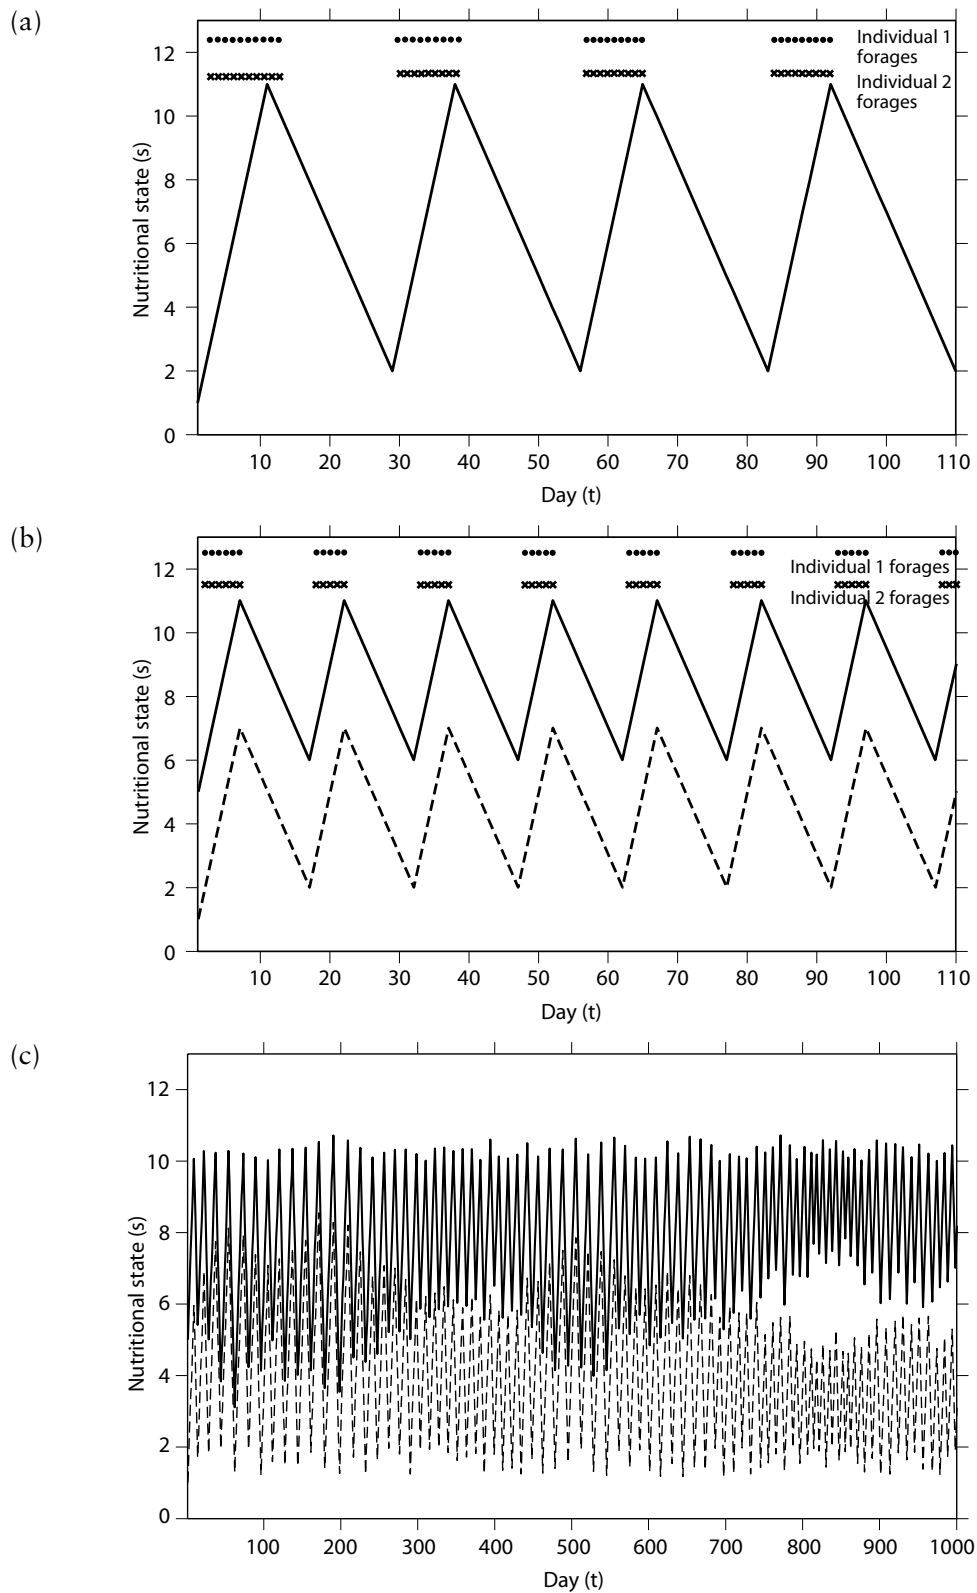 (a)
12
10
8
6
4
2
0
Nutritional state (s)
Individual 1
forages
Individual 2
forages
10 20 30 40 50 60 70 80 90 100 110
Day (t)
(b)
12
10
8
6
4
2
0
Nutritional state (s)
Individual 1 forages
Individual 2 forages
10 20 30 40 50 60 70 80 90 100 110
Day (t)
(c)
12
10
8
6
4
2
0
Nutritional state (s)
100 200 300 400 500 600 700 800 900 1000
Day (t)